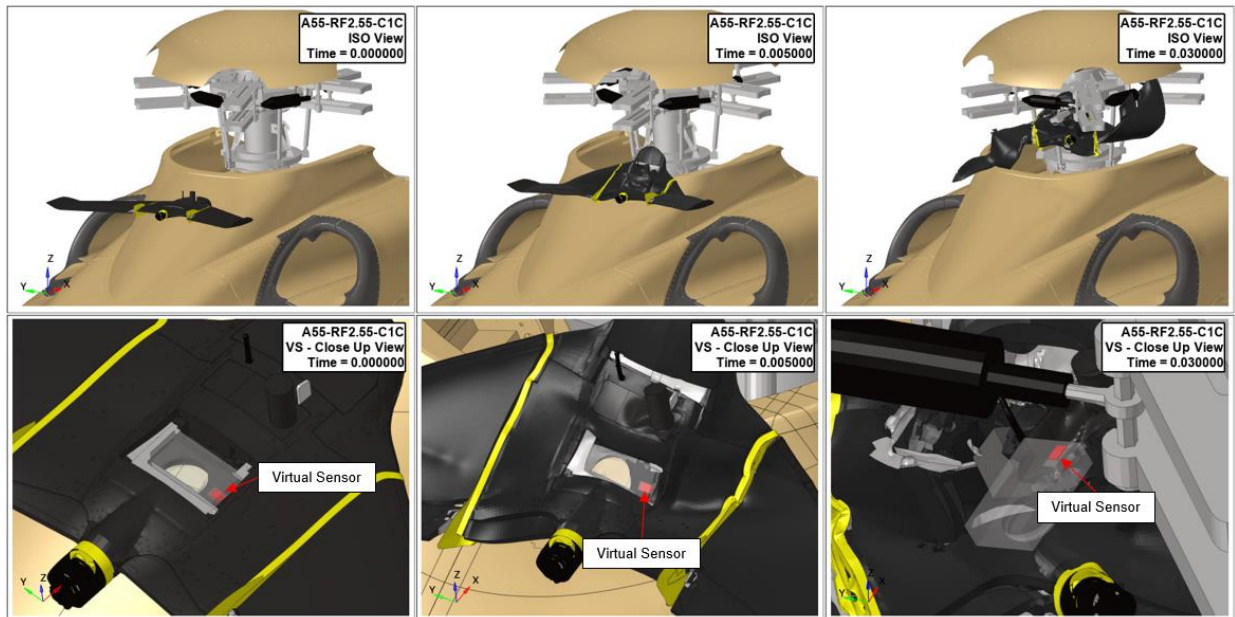 A55-RF2.55-C1C
ISO View
Time = 0.000000
Z
Y
X
A55-RF2.55-C1C
ISO View
Time = 0.005000
Z
Y
X
A55-RF2.55-C1C
ISO View
Time = 0.030000
Z
Y
X
A55-RF2.55-C1C
VS - Close Up View
Time = 0.000000
Virtual Sensor
Y
Z
A55-RF2.55-C1C
VS - Close Up View
Time = 0.005000
Virtual Sensor
Z
X
Y
A55-RF2.55-C1C
VS - Close Up View
Time = 0.030000
Virtual Sensor
Z
X
Y